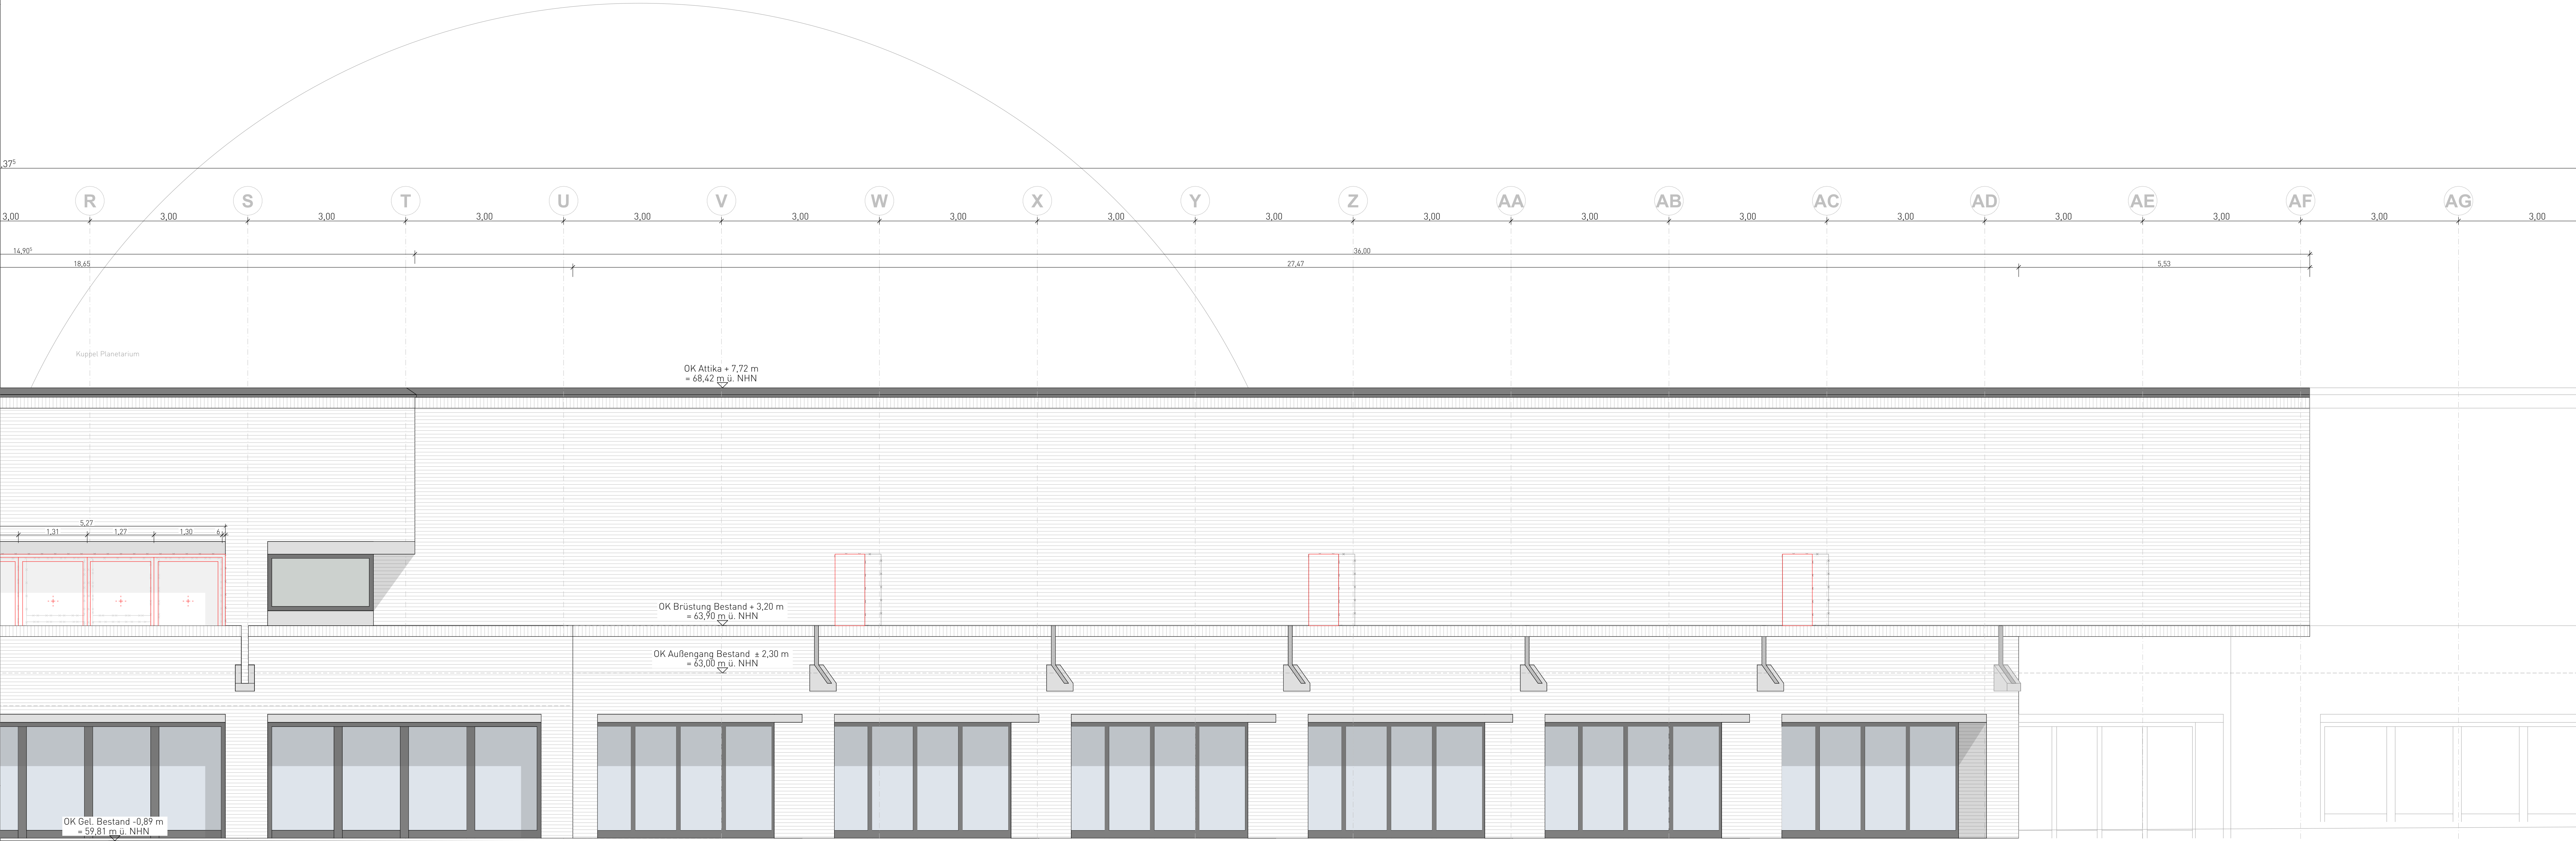 ,37⁵
R S T U V W X Y Z AA AB AC AD AE AF AG
3,00 3,00 3,00 3,00 3,00 3,00 3,00 3,00 3,00 3,00 3,00 3,00 3,00 3,00 3,00 3,00 3,00
14,90⁵ 36,00
18,65 27,47 5,53
Kuppel Planetarium
OK Attika + 7,72 m
= 68,42 m ü. NHN
5,27
1,31 1,27 1,30 6
OK Brüstung Bestand + 3,20 m
= 63,90 m ü. NHN
OK Außengang Bestand ± 2,30 m
= 63,00 m ü. NHN
OK Gel. Bestand -0,89 m
= 59,81 m ü. NHN